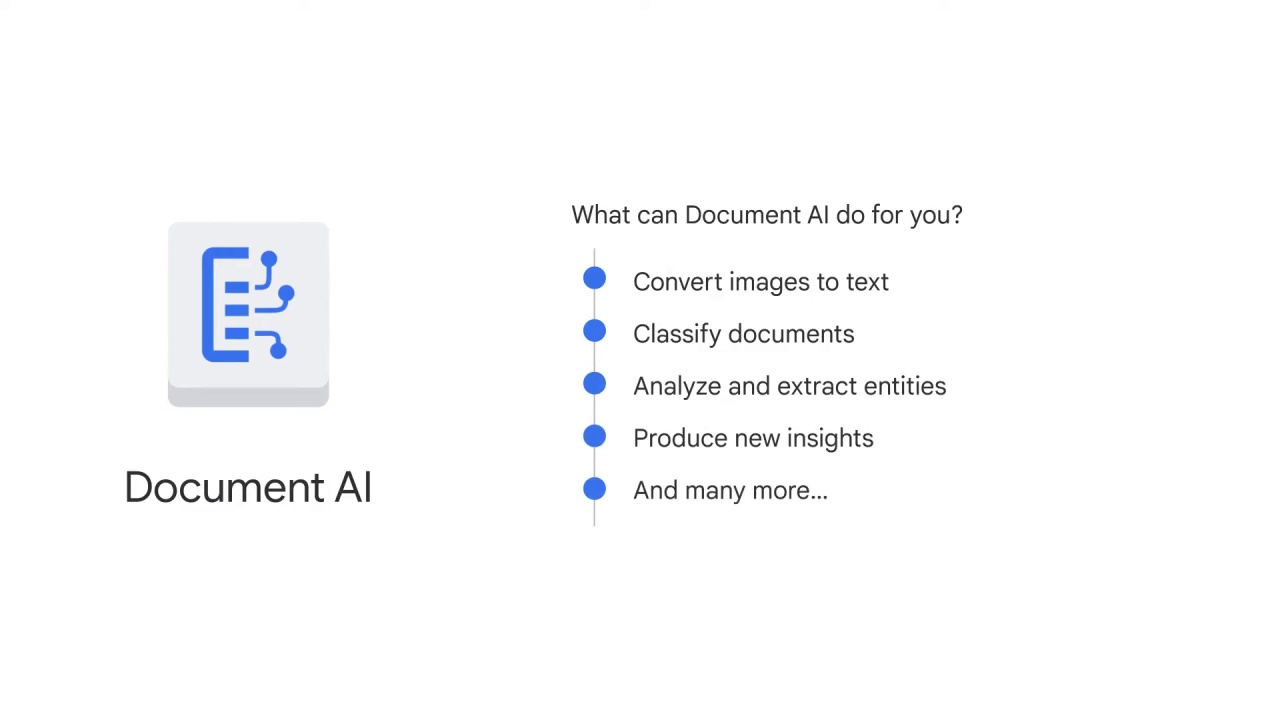 What can Document AI do for you?
Convert images to text
Classify documents
Analyze and extract entities
Produce new insights
And many more...
Document AI